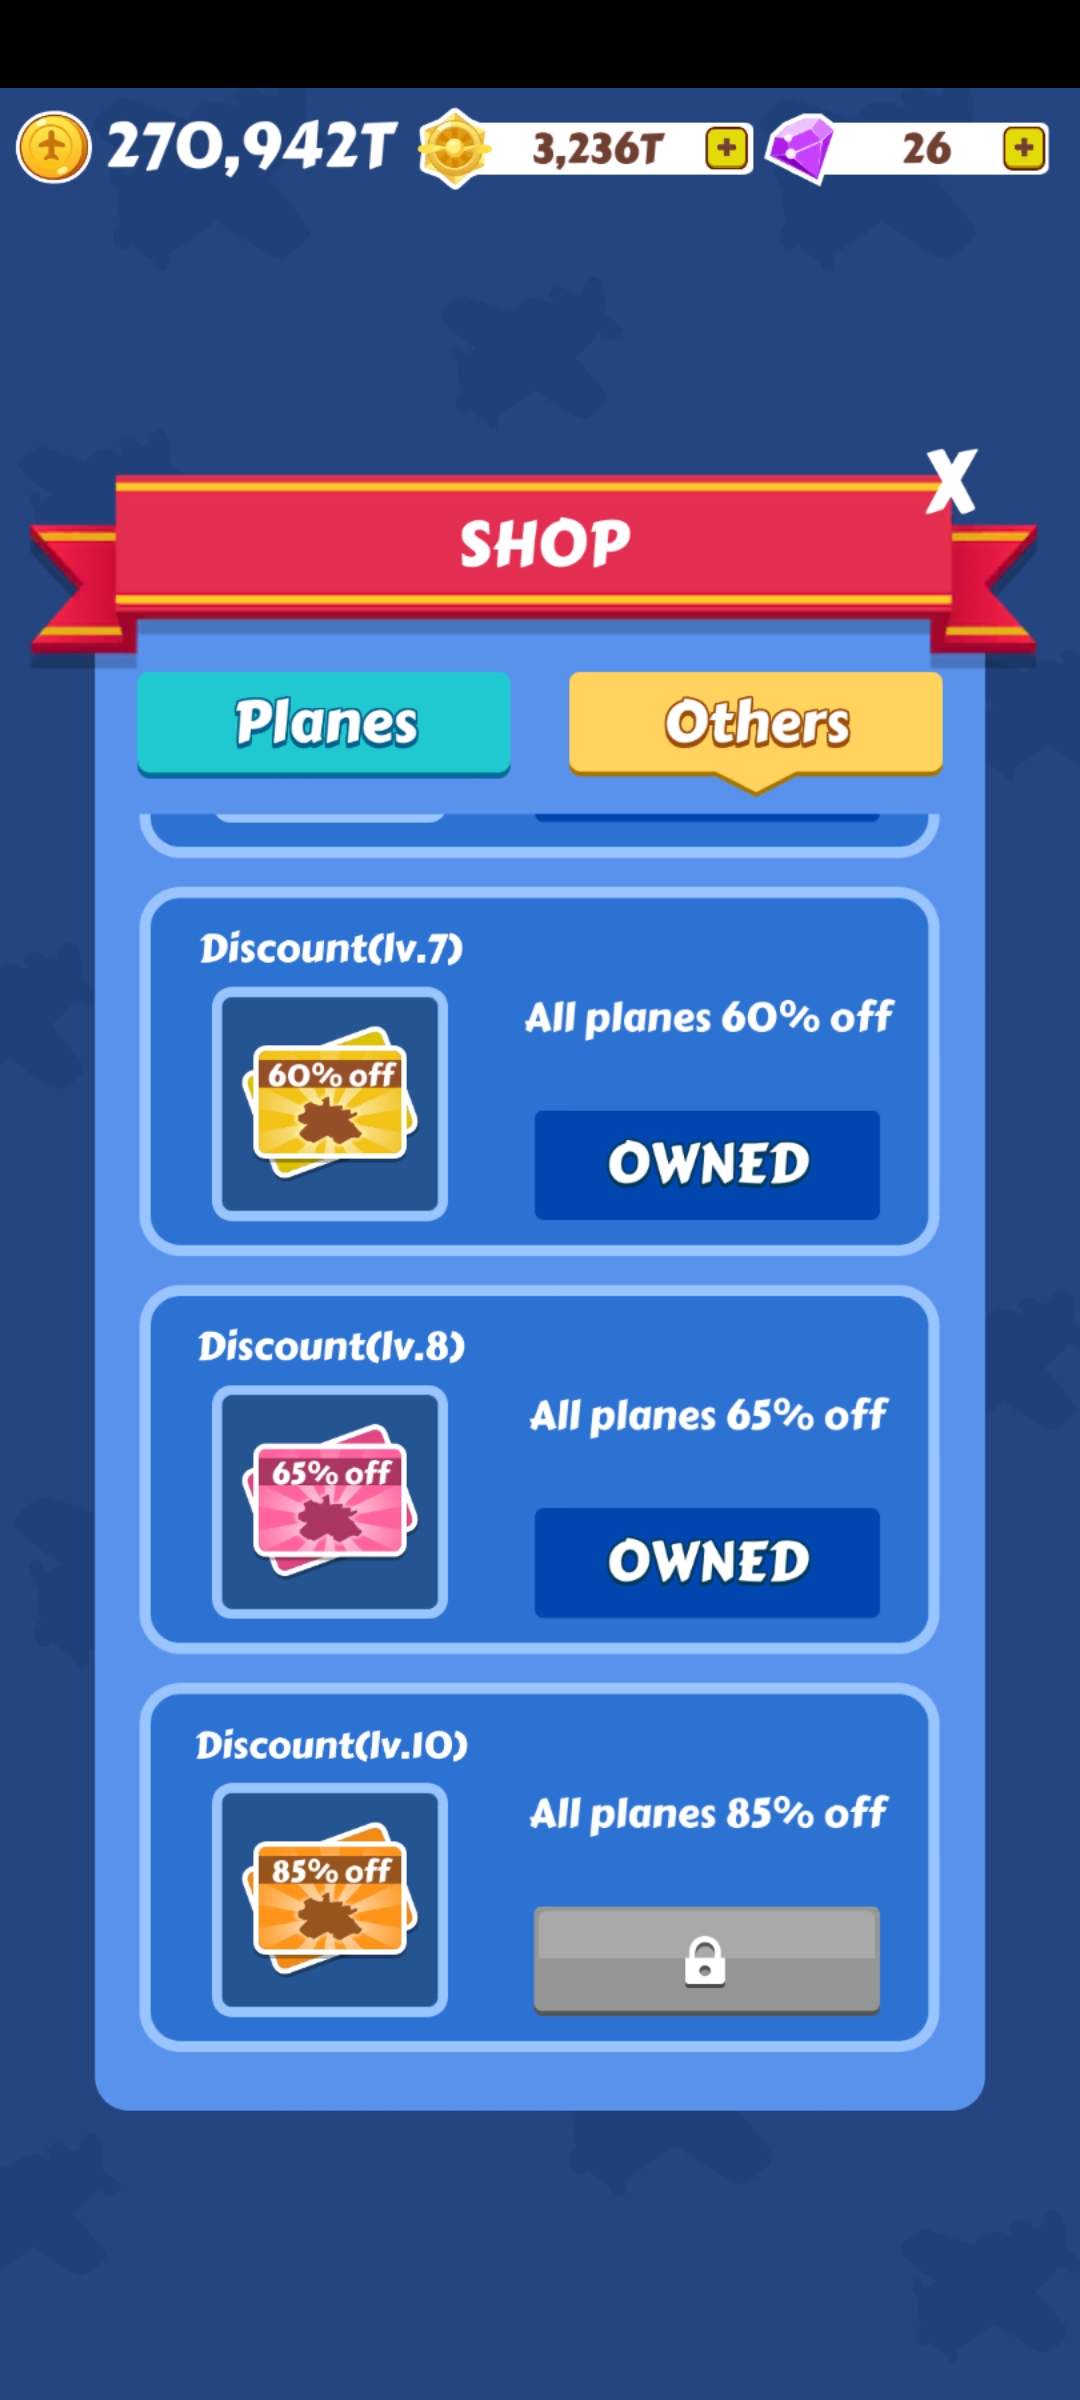 270,942T 3,236T + 26 +
X
SHOP
Planes Others
Discount(lv.7)
All planes 60% off
60% off
OWNED
Discount(lv.8)
All planes 65% off
65% off
OWNED
Discount(lv.10)
All planes 85% off
85% off